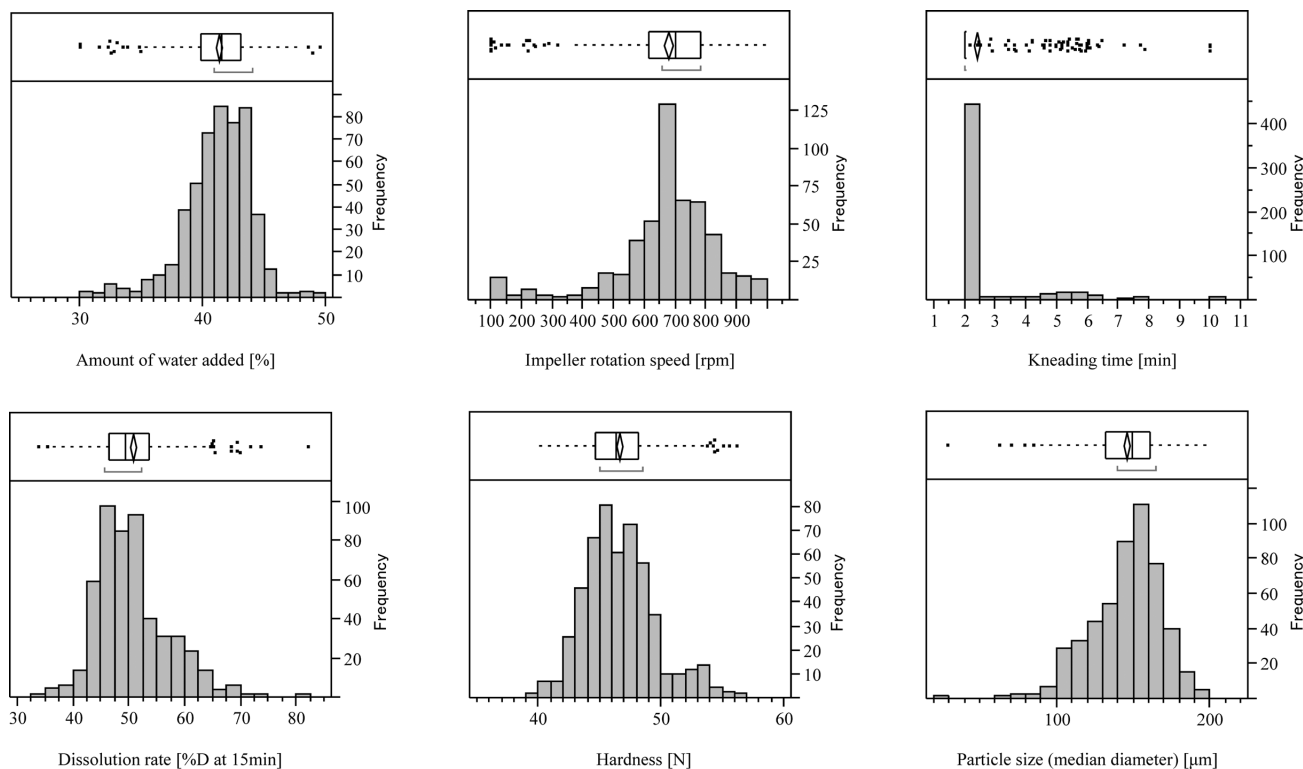 80
70
60
50
40
30
20
10
Frequency
30 40 50
Amount of water added [%]
125
100
75
50
25
Frequency
100 200 300 400 500 600 700 800 900
Impeller rotation speed [rpm]
400
300
200
100
Frequency
1 2 3 4 5 6 7 8 9 10 11
Kneading time [min]
100
80
60
40
20
Frequency
30 40 50 60 70 80
Dissolution rate [%D at 15min]
80
70
60
50
40
30
20
10
Frequency
40 50 60
Hardness [N]
100
80
60
40
20
Frequency
100 200
Particle size (median diameter) [μm]